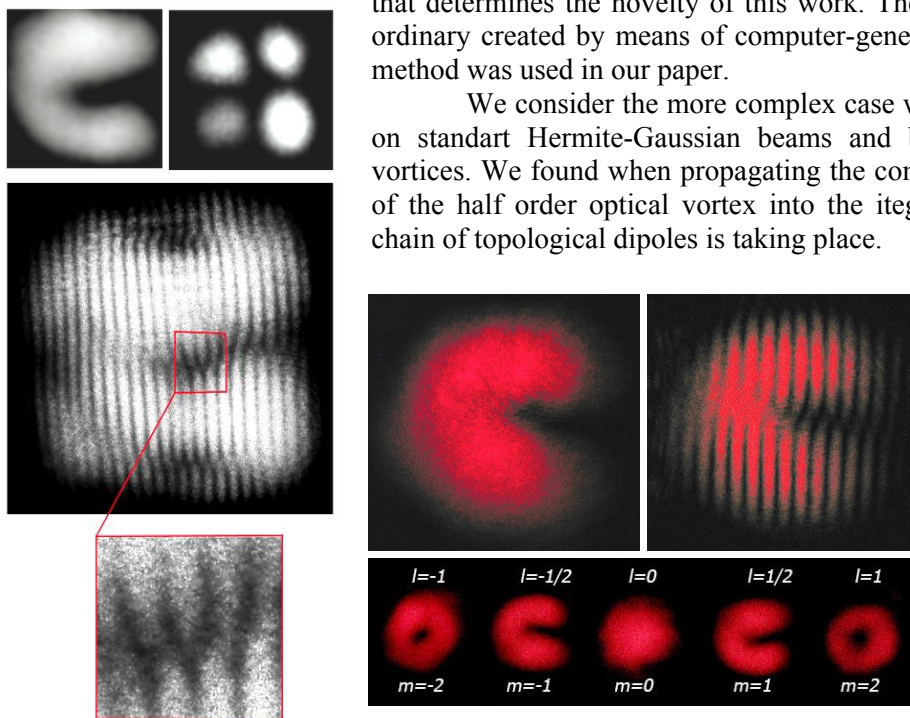 that determines the novelty of this work. The
ordinary created by means of computer-gene
method was used in our paper.
We consider the more complex case w
on standart Hermite-Gaussian beams and b
vortices. We found when propagating the con
of the half order optical vortex into the iteg
chain of topological dipoles is taking place.
l=-1 l=-1/2 l=0 l=1/2 l=1
m=-2 m=-1 m=0 m=1 m=2